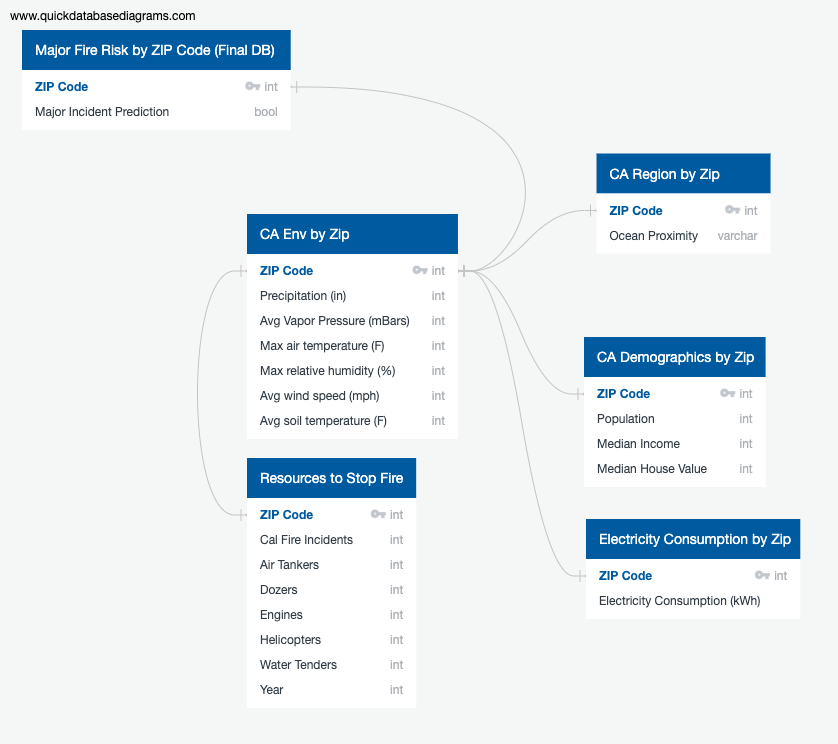 www.quickdatabasediagrams.com
Major Fire Risk by ZIP Code (Final DB)
ZIP Code int
Major Incident Prediction bool
CA Region by Zip
ZIP Code int
Ocean Proximity varchar
CA Env by Zip
ZIP Code int
Precipitation (in) int
Avg Vapor Pressure (mBars) int
Max air temperature (F) int
Max relative humidity (%) int
Avg wind speed (mph) int
Avg soil temperature (F) int
CA Demographics by Zip
ZIP Code int
Population int
Median Income int
Median House Value int
Resources to Stop Fire
ZIP Code int
Cal Fire Incidents int
Air Tankers int
Dozers int
Engines int
Helicopters int
Water Tenders int
Year int
Electricity Consumption by Zip
ZIP Code int
Electricity Consumption (kWh)